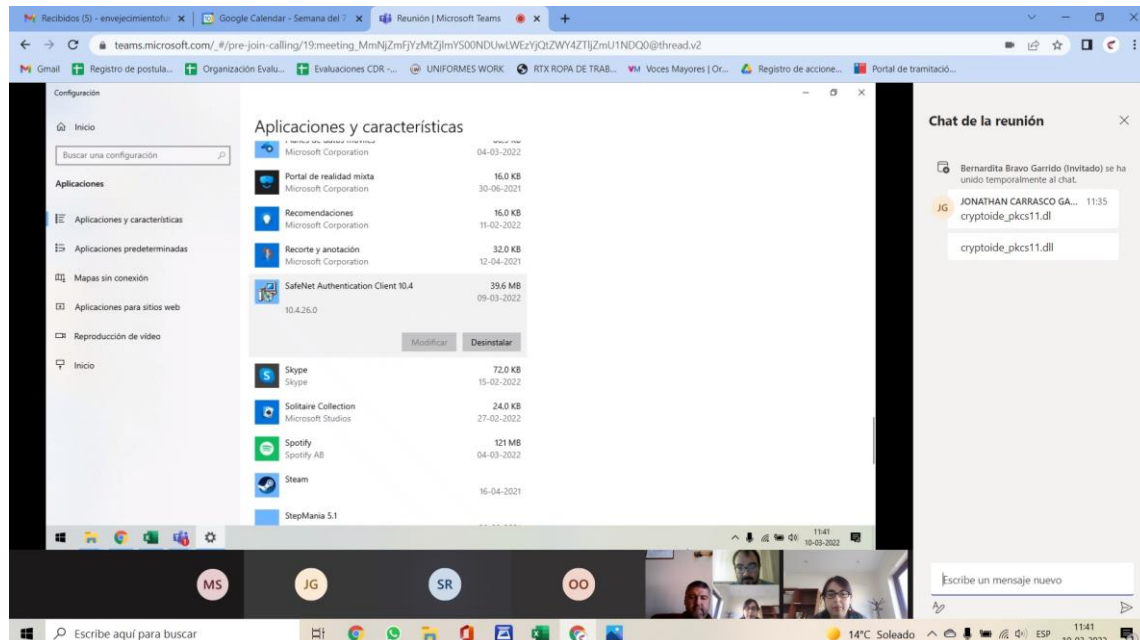 Recibidos (5) - envejecimientofu
Google Calendar - Semana del 7
Reunión | Microsoft Teams
teams.microsoft.com/_#/pre-join-calling/19:meeting_MmNjZmFjYzMtZjlmYS00NDUwLWEzYjQtZWY4ZTljZmU1NDQ0@thread.v2
Gmail
Registro de postula...
Organización Evalu...
Evaluaciones CDR -...
UNIFORMES WORK
RTX ROPA DE TRAB...
Voces Mayores | Or...
Registro de accione...
Portal de tramitació...
Configuración
Inicio
Buscar una configuración
Aplicaciones
Aplicaciones y características
Aplicaciones predeterminadas
Mapas sin conexión
Aplicaciones para sitios web
Reproducción de vídeo
Inicio
Aplicaciones y características
Microsoft Corporation 04-03-2022
Portal de realidad mixta 16,0 KB
Microsoft Corporation 30-06-2021
Recomendaciones 16,0 KB
Microsoft Corporation 11-02-2022
Recorte y anotación 32,0 KB
Microsoft Corporation 12-04-2021
SafeNet Authentication Client 10.4 39,6 MB
09-03-2022
10.4.26.0
Modificar Desinstalar
Skype 72,0 KB
Skype 15-02-2022
Solitaire Collection 24,0 KB
Microsoft Studios 27-02-2022
Spotify 121 MB
Spotify AB 04-03-2022
Steam
16-04-2021
StepMania 5.1
11:41
10-03-2022
Chat de la reunión
Bernardita Bravo Garrido (Invitado) se ha
unido temporalmente al chat.
JG
JONATHAN CARRASCO GA... 11:35
cryptoide_pkcs11.dl
cryptoide_pkcs11.dll
Escribe un mensaje nuevo
MS
JG
SR
OO
Escribe aquí para buscar
14°C Soleado
ESP
11:41
10-03-2022